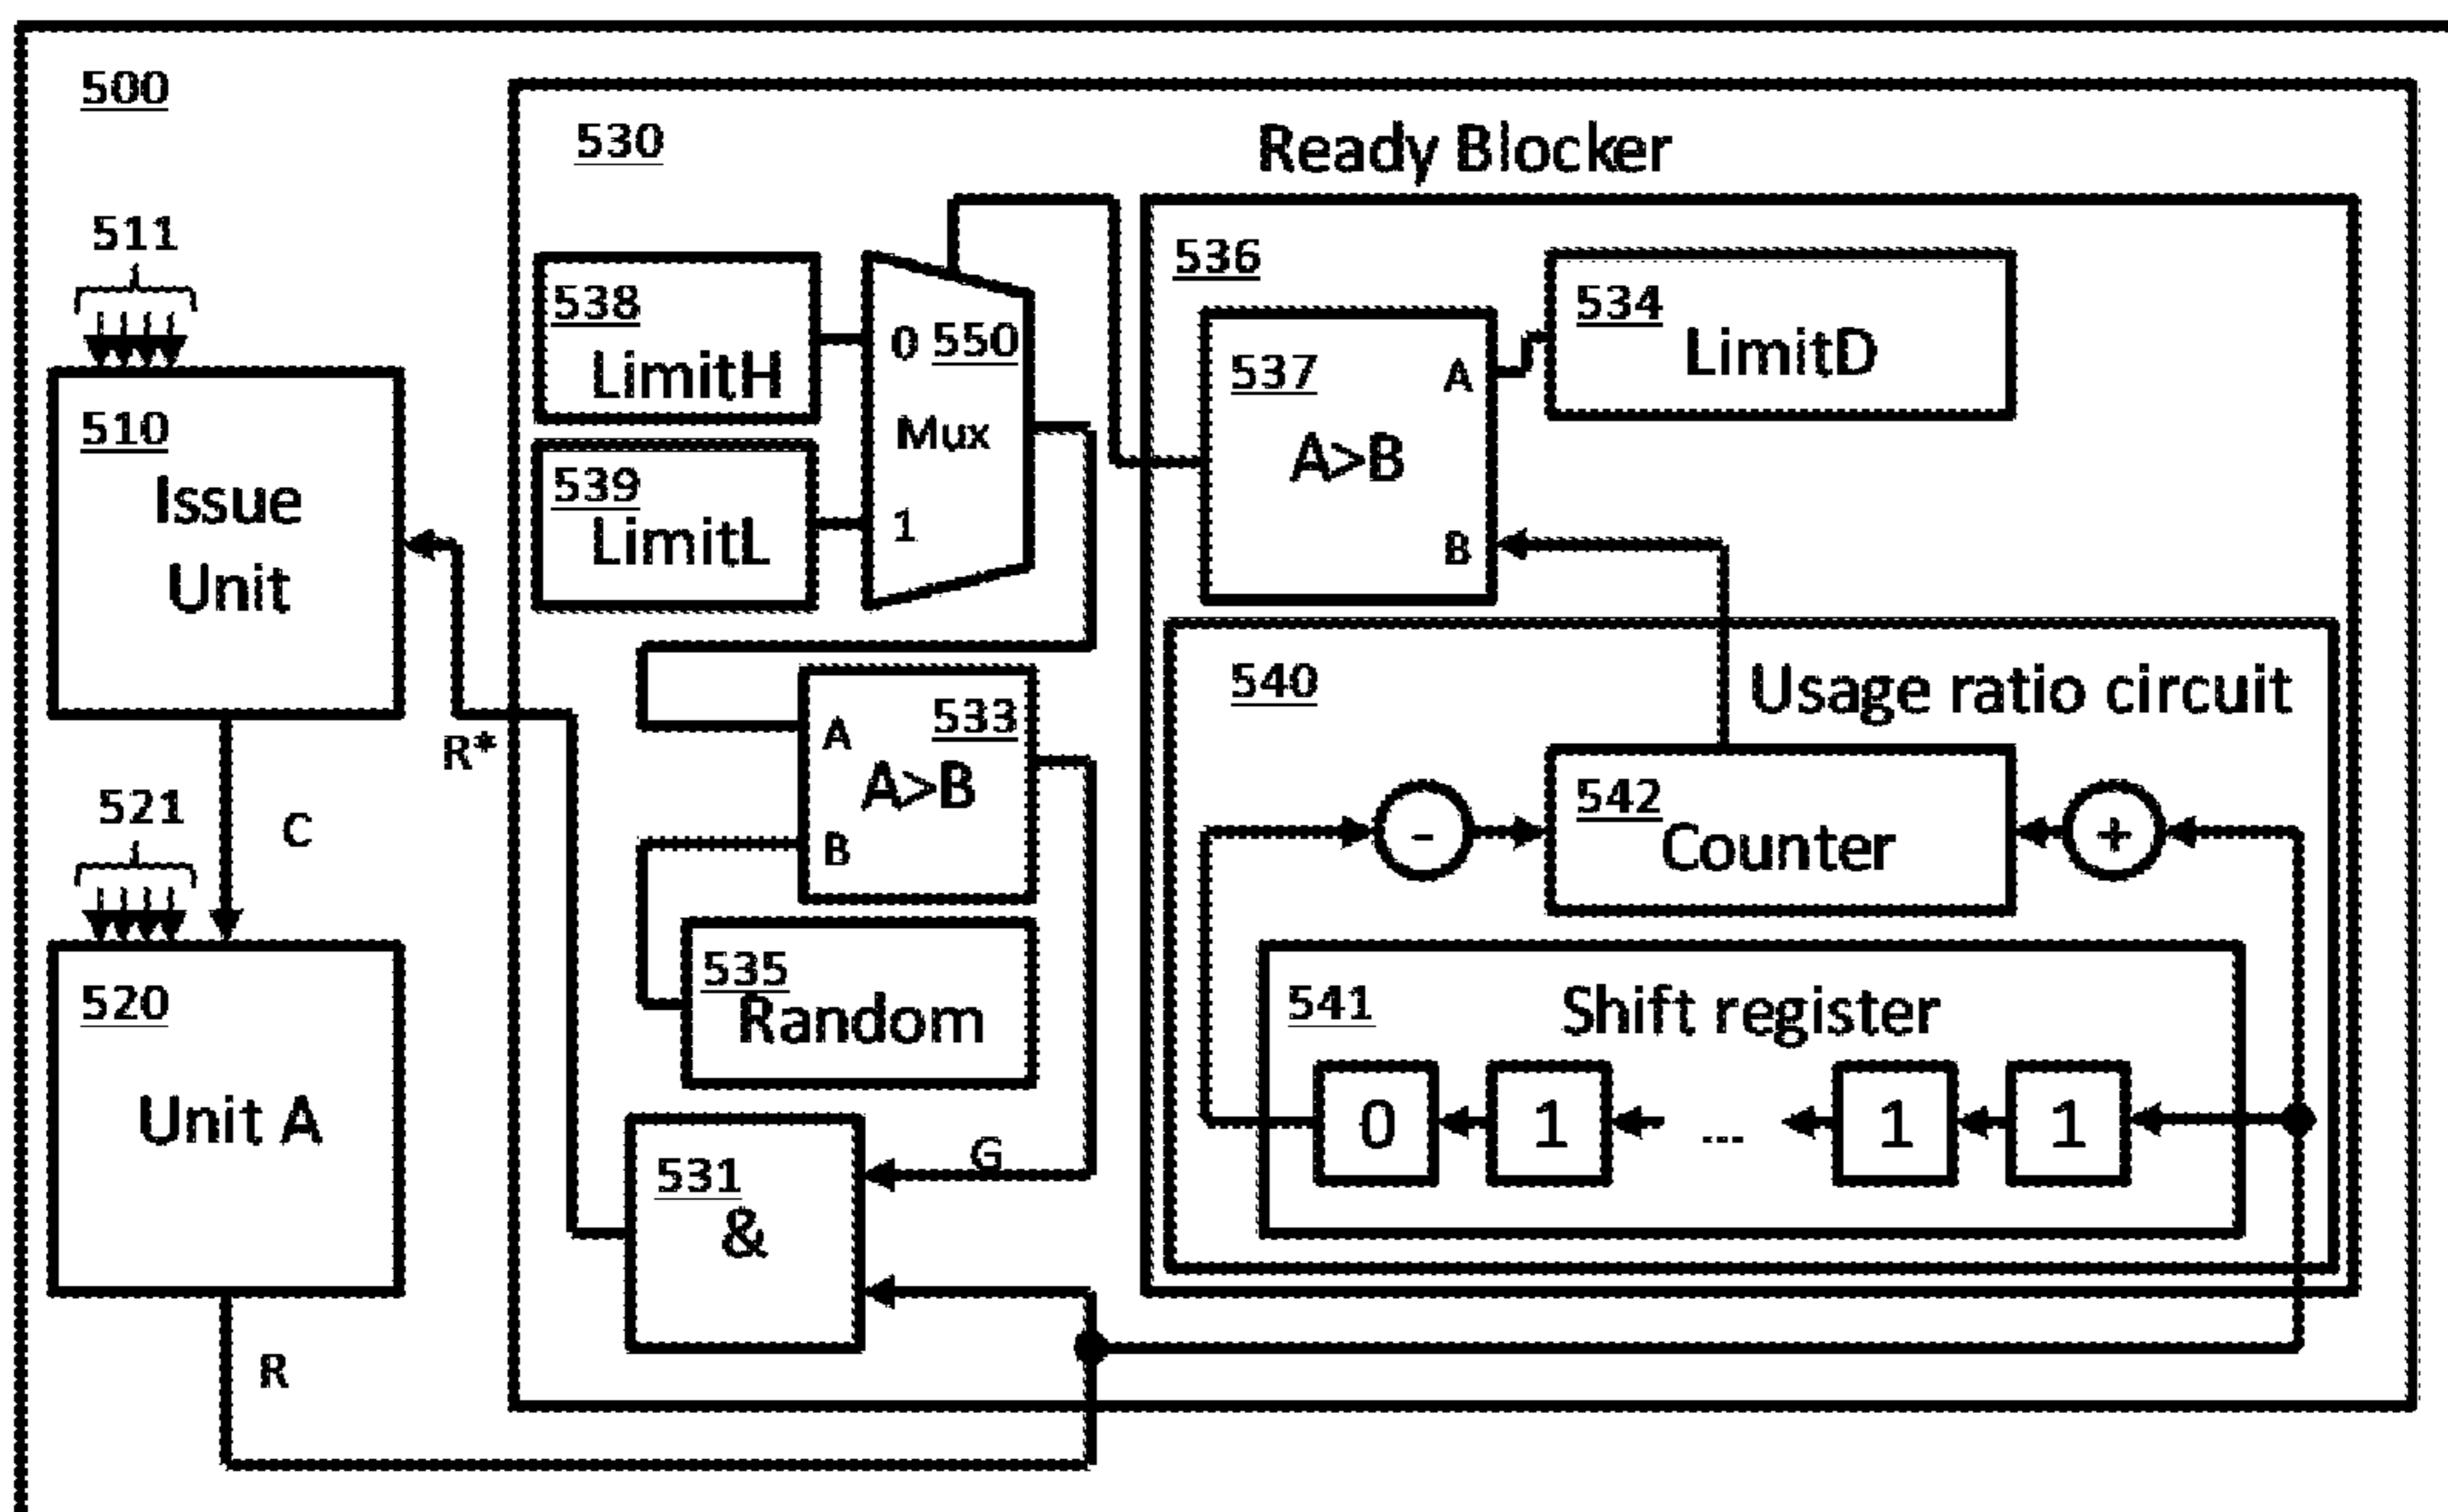 500
530
Ready Blocker
511
538
LimitH
0
550
Mux
539
LimitL
1
536
537
A>B
A
B
534
LimitD
510
Issue
Unit
R*
C
521
520
Unit A
R
A
533
A>B
B
535
Random
G
531
&
540
Usage ratio circuit
-
542
Counter
+
541
Shift register
0
1
...
1
1